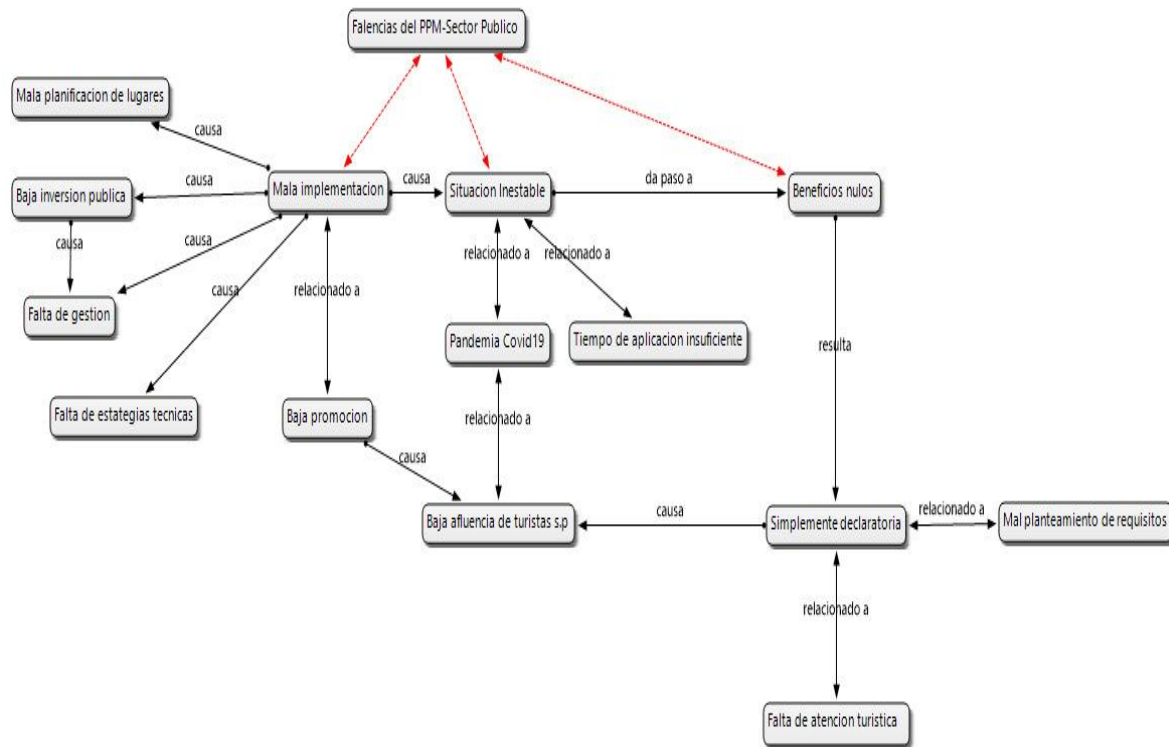 Falencias del PPM-Sector Publico
Mala planificacion de lugares
causa
Baja inversion publica
causa
Mala implementacion
causa
Situacion Inestable
da paso a
Beneficios nulos
causa
causa
relacionado a
relacionado a
causa
relacionado a
Falta de gestion
Pandemia Covid19
Tiempo de aplicacion insuficiente
resulta
Falta de estategias tecnicas
Baja promocion
relacionado a
causa
Baja afluencia de turistas s.p
causa
Simplemente declaratoria
relacionado a
Mal planteamiento de requisitos
relacionado a
Falta de atencion turistica